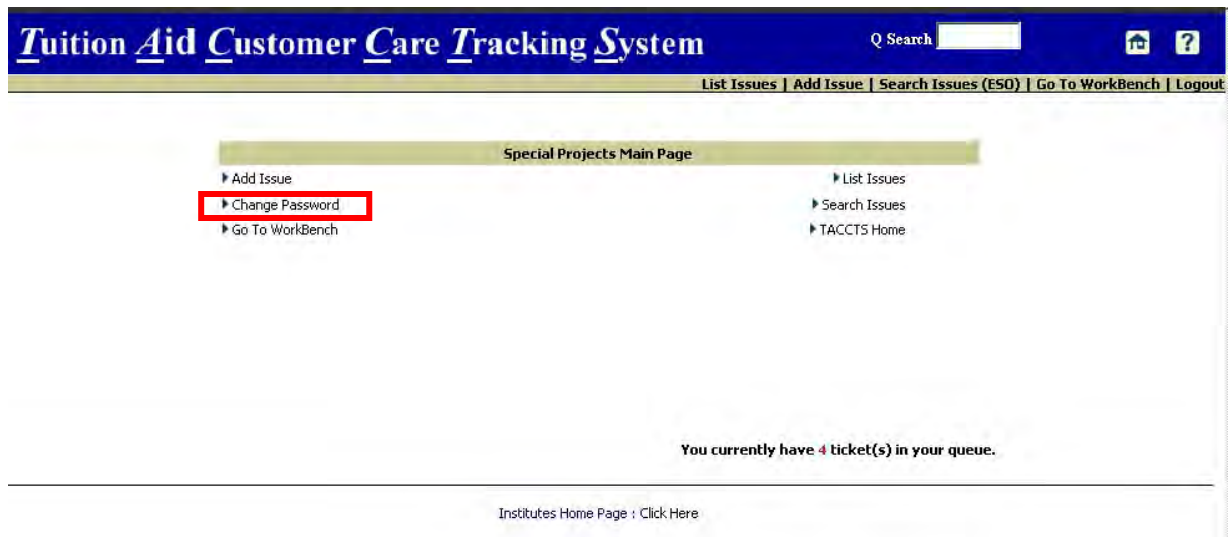 Tuition Aid Customer Care Tracking System
Q Search
List Issues | Add Issue | Search Issues (ESO) | Go To WorkBench | Logout
Special Projects Main Page
Add Issue
List Issues
Change Password
Search Issues
Go To WorkBench
TACCTS Home
You currently have 4 ticket(s) in your queue.
Institutes Home Page : Click Here